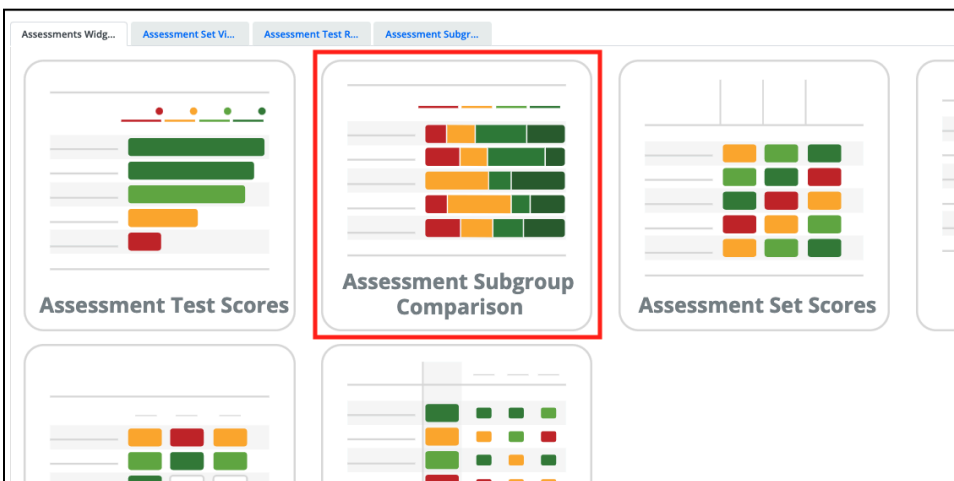 Assessments Widg...
Assessment Set Vi...
Assessment Test R...
Assessment Subgr...
Assessment Test Scores
Assessment Subgroup
Comparison
Assessment Set Scores